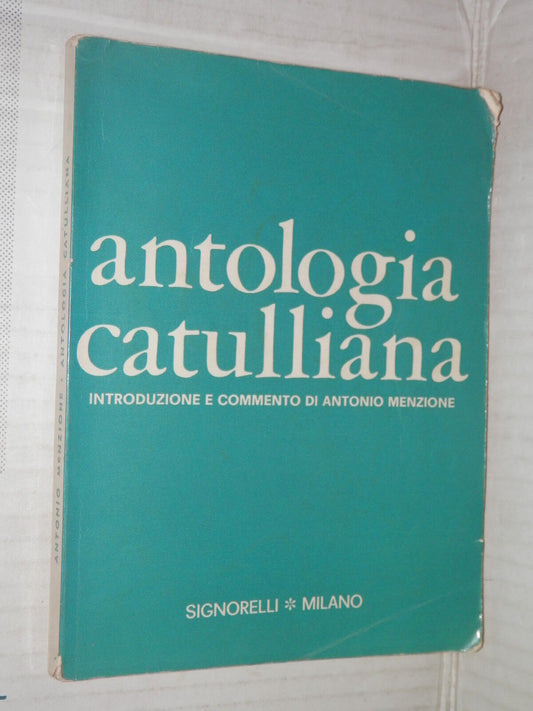 antologia
catulliana
INTRODUZIONE E COMMENTO DI ANTONIO MENZIONE
SIGNORELLI * MILANO
ANTONIO MENZIONE • ANTOLOGIA CATULLIANA